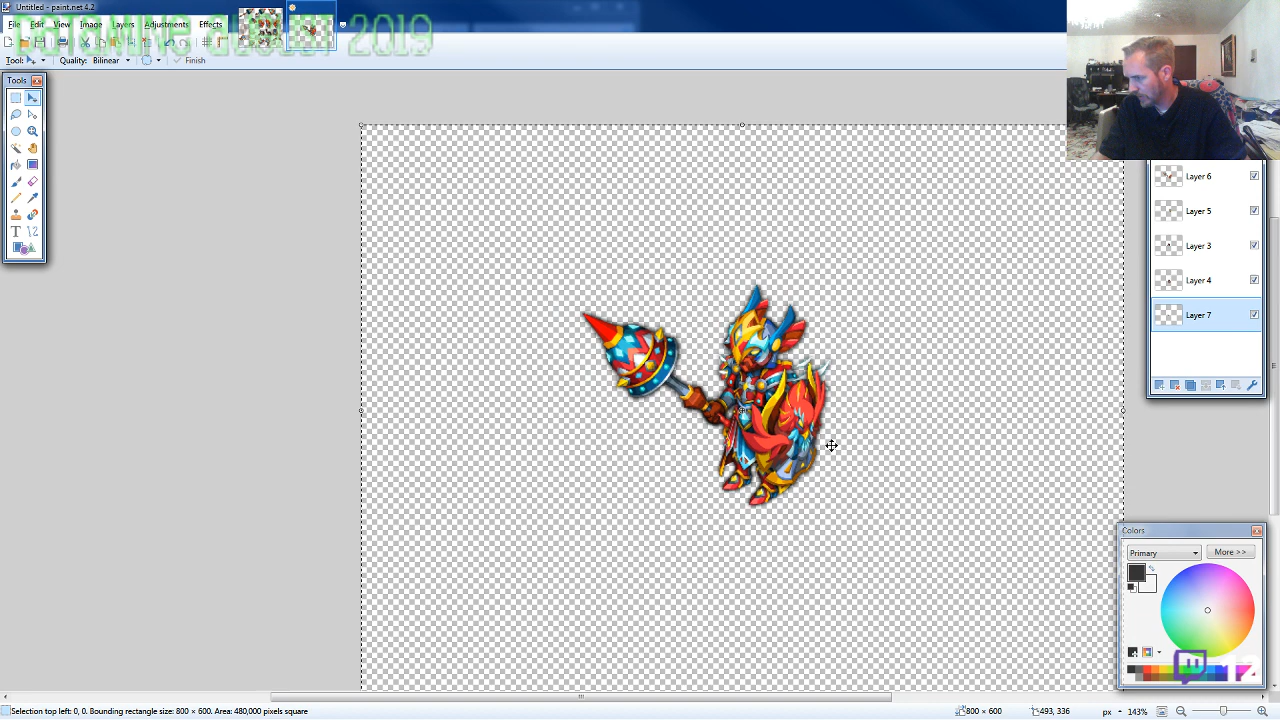 Untitled - paint.net 4.2
File Edit View Image Layers Adjustments Effects
2019
Tool: Quality: Bilinear Finish
Tools
Layer 6
Layer 5
Layer 3
Layer 4
Layer 7
Colors
Primary More >>
12
Selection top left: 0, 0. Bounding rectangle size: 800 × 600. Area: 480,000 pixels square 800 × 600 493, 336 px 143%